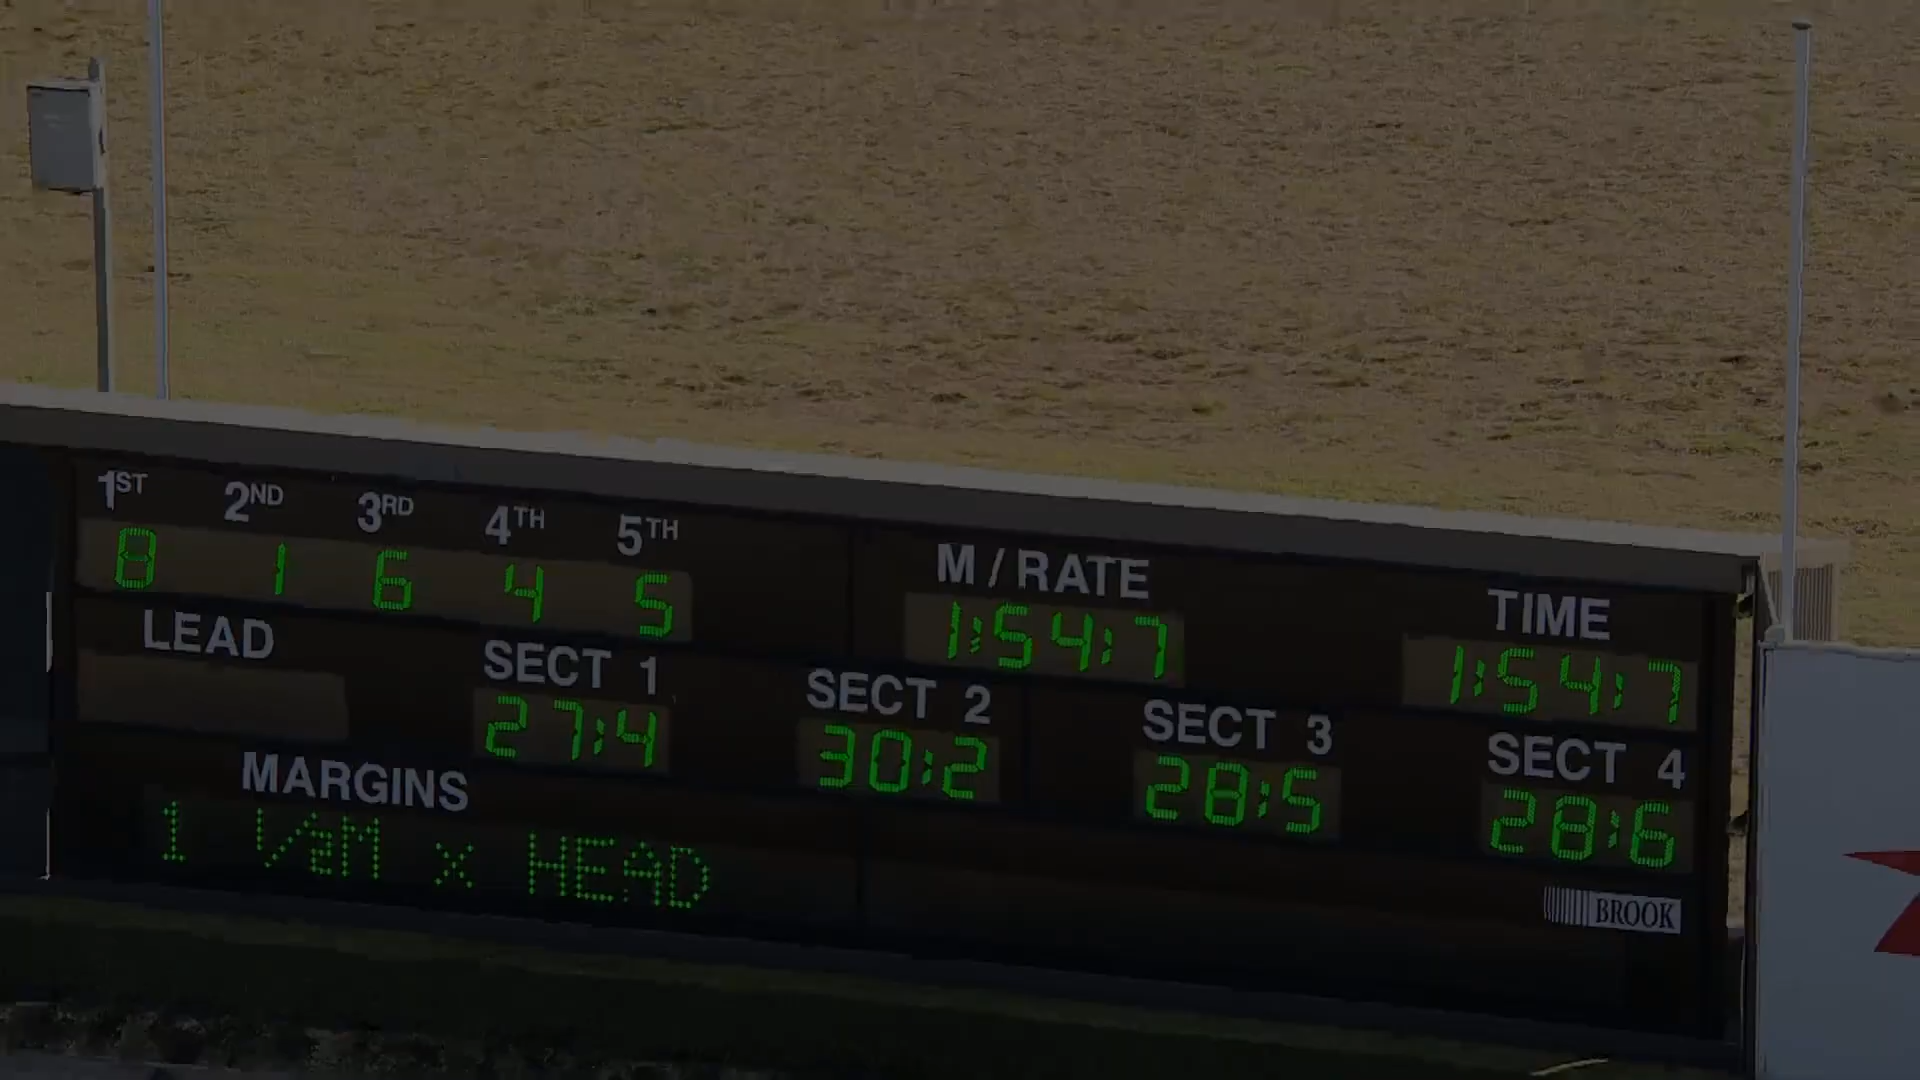 1ST 2ND 3RD 4TH 5TH
8 1 6 4 5
M / RATE
1:54:7
TIME
1:54:7
LEAD
SECT 1
27:4
SECT 2
30:2
SECT 3
28:5
SECT 4
28:6
MARGINS
1 1/2M x HEAD
BROOK